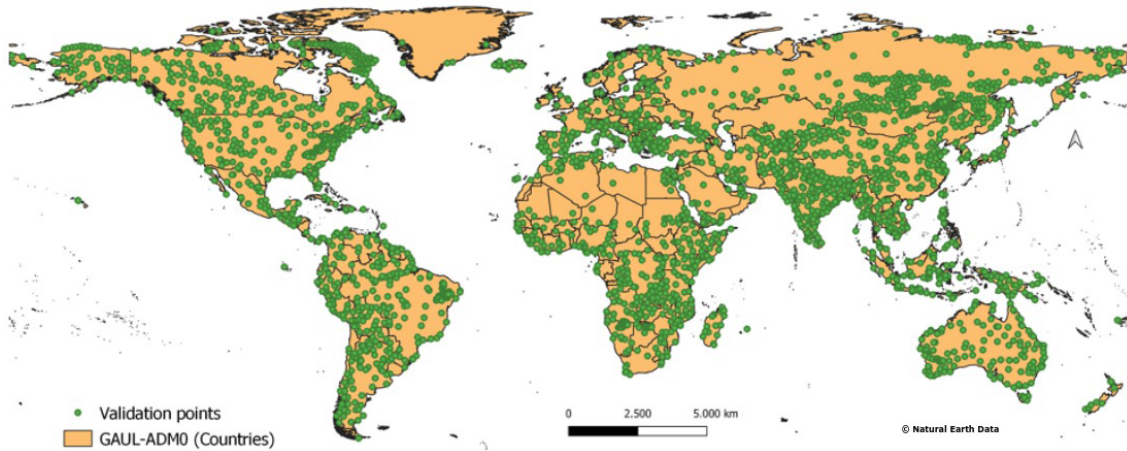 Validation points
GAUL-ADM0 (Countries)
0 2.500 5.000 km
© Natural Earth Data